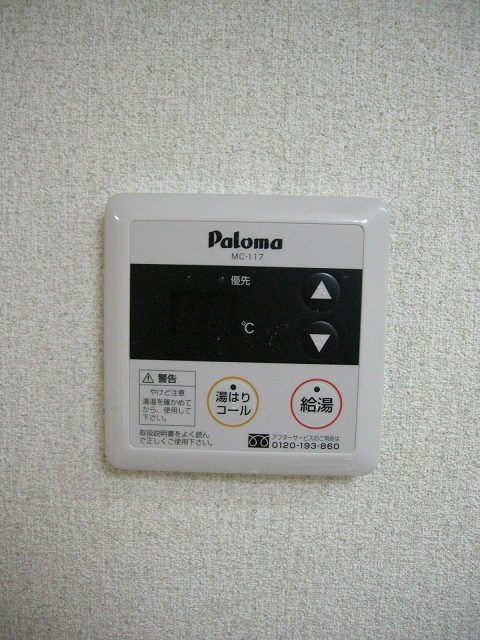 Paloma
MC-117
優先
℃
警告
やけど注意
湯温を確かめて
から、使用して
下さい。
取扱説明書をよく読ん
で正しくご使用下さい。
湯はり
コール
給湯
アフターサービスのご用命は
0120-193-860